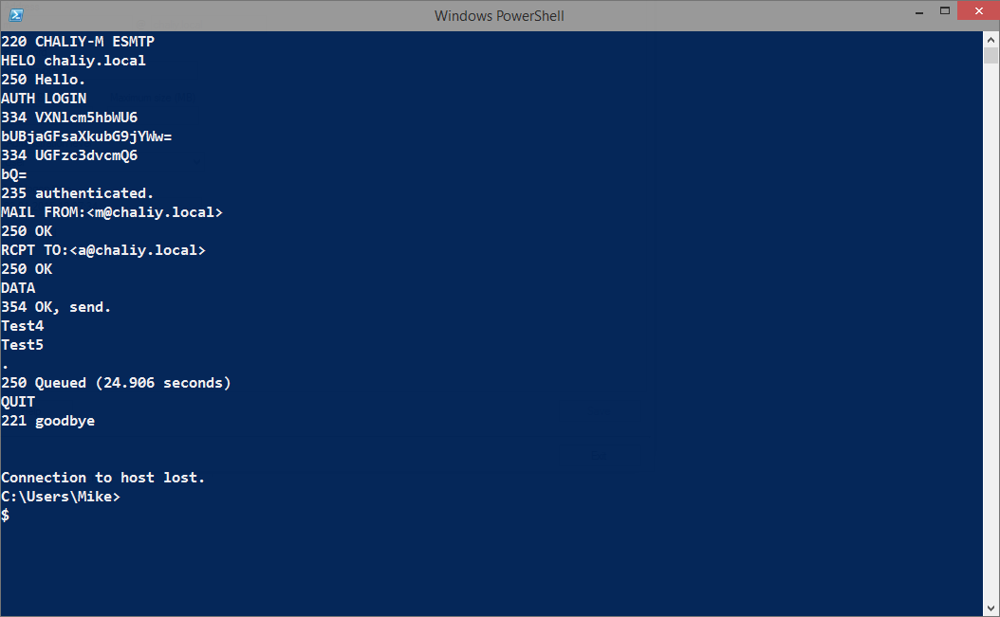 Windows PowerShell
220 CHALIY-M ESMTP
HELO chaliy.local
250 Hello.
AUTH LOGIN
334 VXNlcm5hbWU6
bUBjaGFsaXkubG9jYWw=
334 UGFzc3dvcmQ6
bQ=
235 authenticated.
MAIL FROM:<m@chaliy.local>
250 OK
RCPT TO:<a@chaliy.local>
250 OK
DATA
354 OK, send.
Test4
Test5
.
250 Queued (24.906 seconds)
QUIT
221 goodbye
Connection to host lost.
C:\Users\Mike>
$